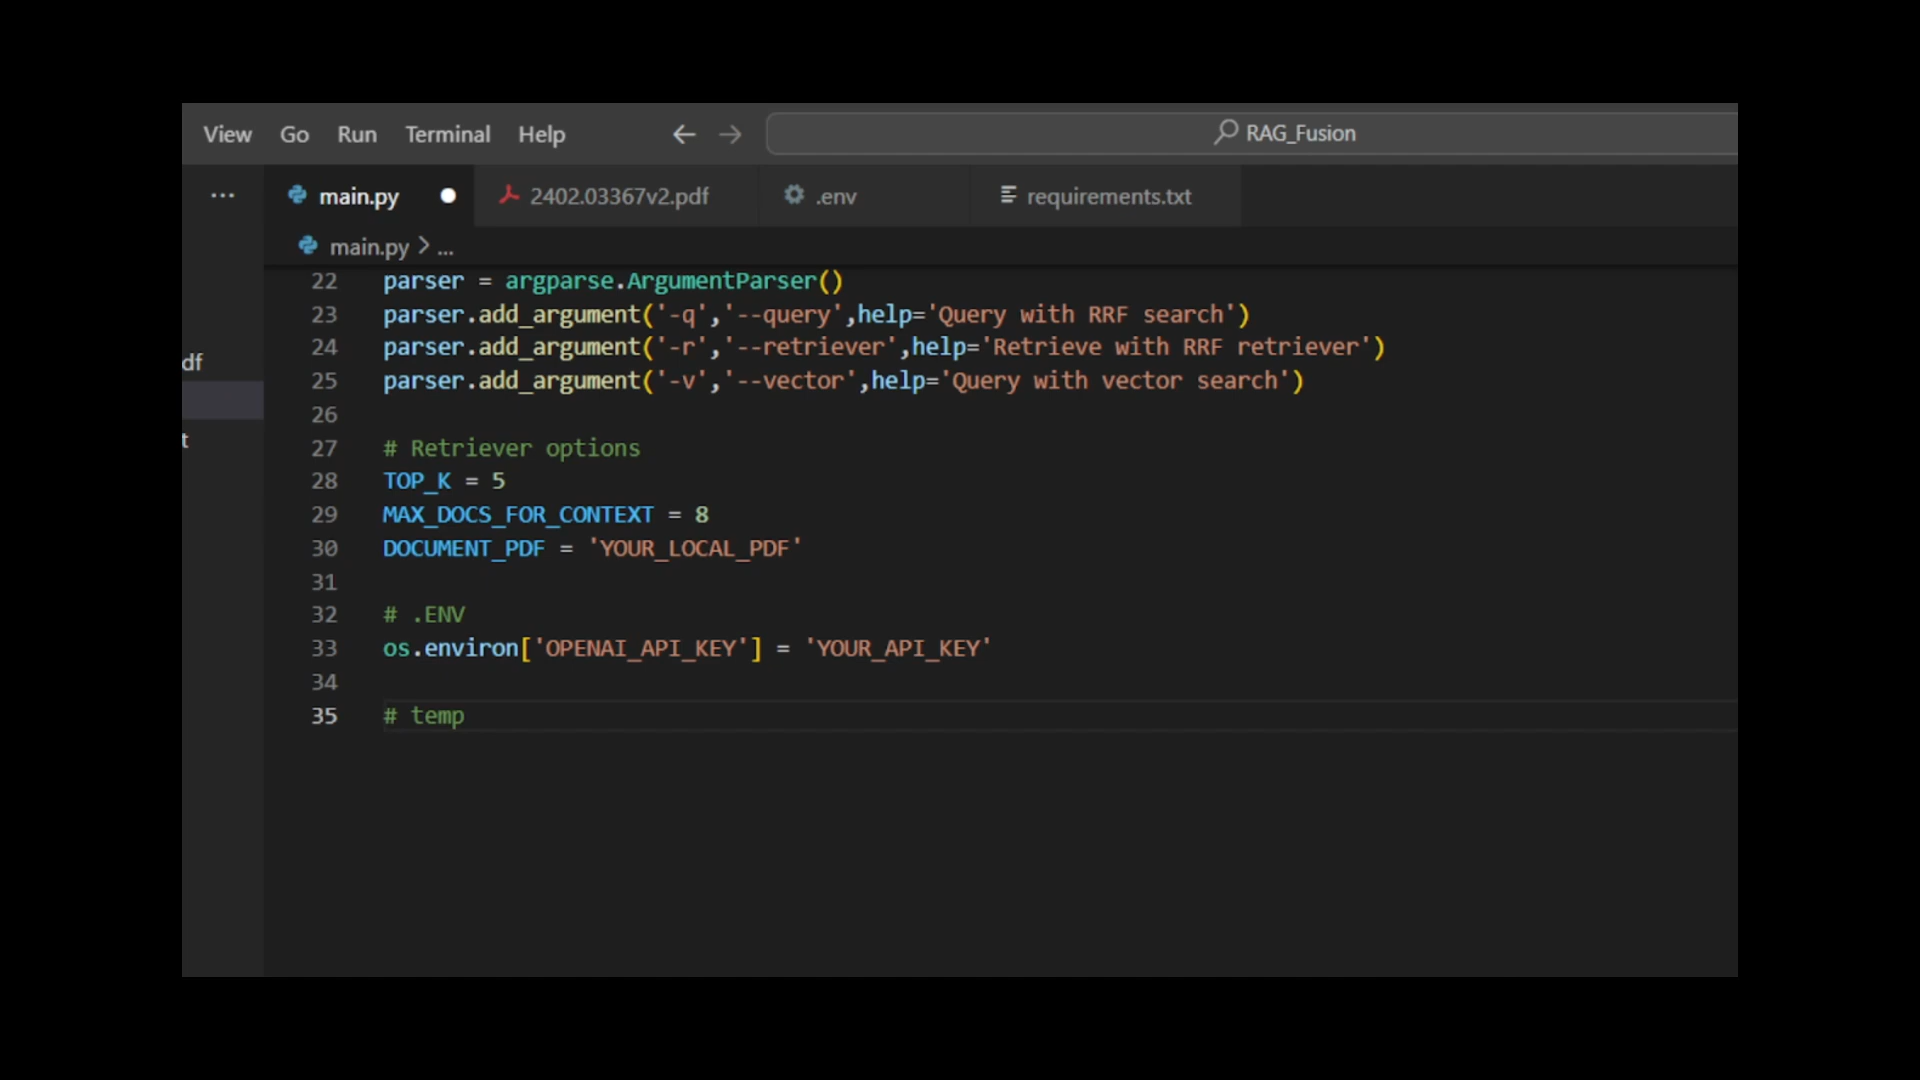 View Go Run Terminal Help RAG_Fusion
... main.py 2402.03367v2.pdf .env requirements.txt
main.py > ...
22 parser = argparse.ArgumentParser()
23 parser.add_argument('-q','--query',help='Query with RRF search')
24 parser.add_argument('-r','--retriever',help='Retrieve with RRF retriever')
df
25 parser.add_argument('-v','--vector',help='Query with vector search')
26
t
27 # Retriever options
28 TOP_K = 5
29 MAX_DOCS_FOR_CONTEXT = 8
30 DOCUMENT_PDF = 'YOUR_LOCAL_PDF'
31
32 # .ENV
33 os.environ['OPENAI_API_KEY'] = 'YOUR_API_KEY'
34
35 # temp